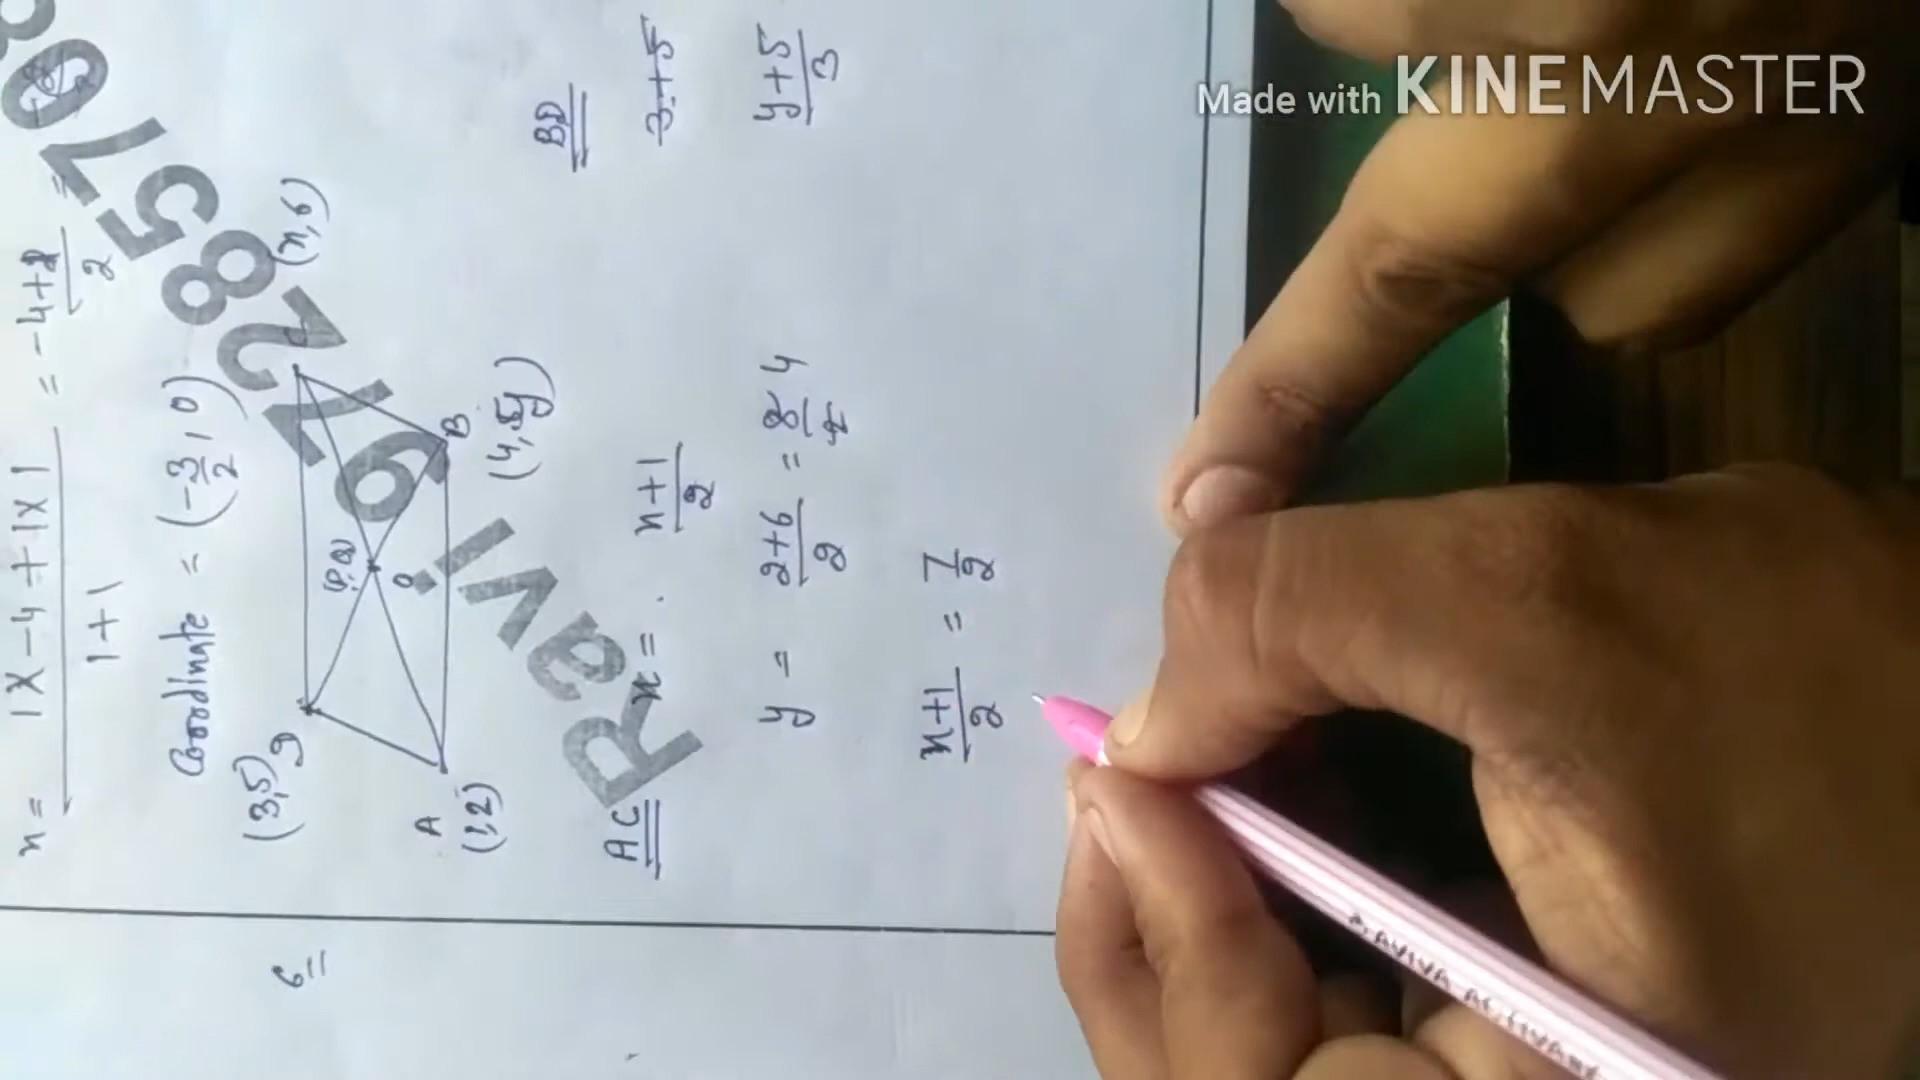 x = 1×-4+1×1 / 1+1 = -4+1 / 2 =
Coordinate = (-3/2, 0)
6
(3,5) D
C (x,6)
(P,Q)
O
A (1,2)
B (4,y)
AC
BD
x = x+1 / 2
3+5
y = 2+6 / 2 = 8/2 4
y+5 / 3
x+1 / 2 = 7/2
Ravi 97285780
Made with KINEMASTER